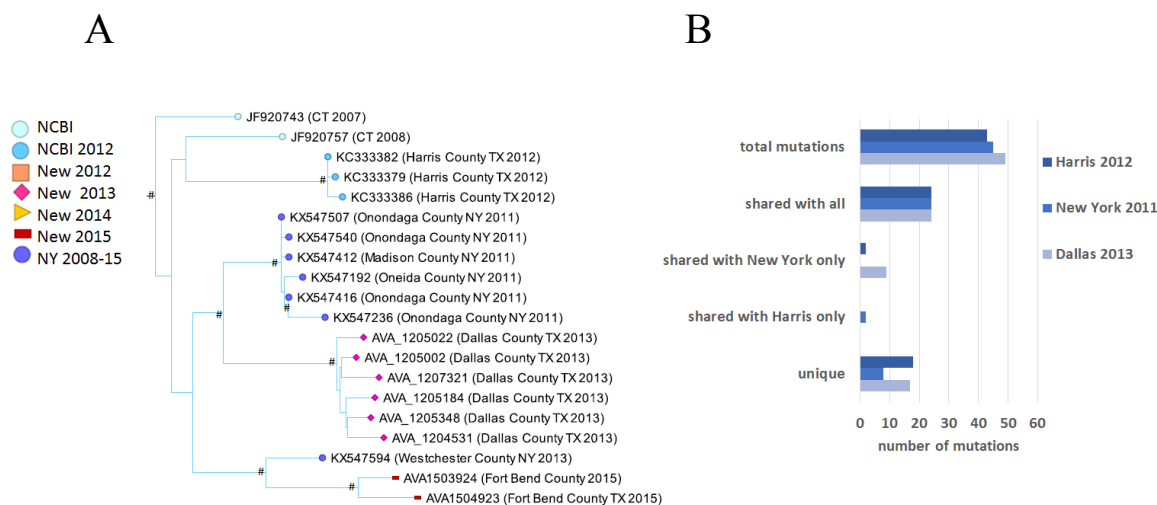 A
B
NCBI
NCBI 2012
New 2012
New 2013
New 2014
New 2015
NY 2008-15
#
JF920743 (CT 2007)
JF920757 (CT 2008)
KC333382 (Harris County TX 2012)
# KC333379 (Harris County TX 2012)
KC333386 (Harris County TX 2012)
KX547507 (Onondaga County NY 2011)
KX547540 (Onondaga County NY 2011)
# KX547412 (Madison County NY 2011)
KX547192 (Oneida County NY 2011)
KX547416 (Onondaga County NY 2011)
#
# KX547236 (Onondaga County NY 2011)
AVA_1205022 (Dallas County TX 2013)
# AVA_1205002 (Dallas County TX 2013)
AVA_1207321 (Dallas County TX 2013)
AVA_1205184 (Dallas County TX 2013)
AVA_1205348 (Dallas County TX 2013)
AVA_1204531 (Dallas County TX 2013)
KX547594 (Westchester County NY 2013)
# AVA1503924 (Fort Bend County 2015)
# AVA1504923 (Fort Bend County TX 2015)
total mutations
shared with all
shared with New York only
shared with Harris only
unique
0 10 20 30 40 50 60
number of mutations
Harris 2012
New York 2011
Dallas 2013